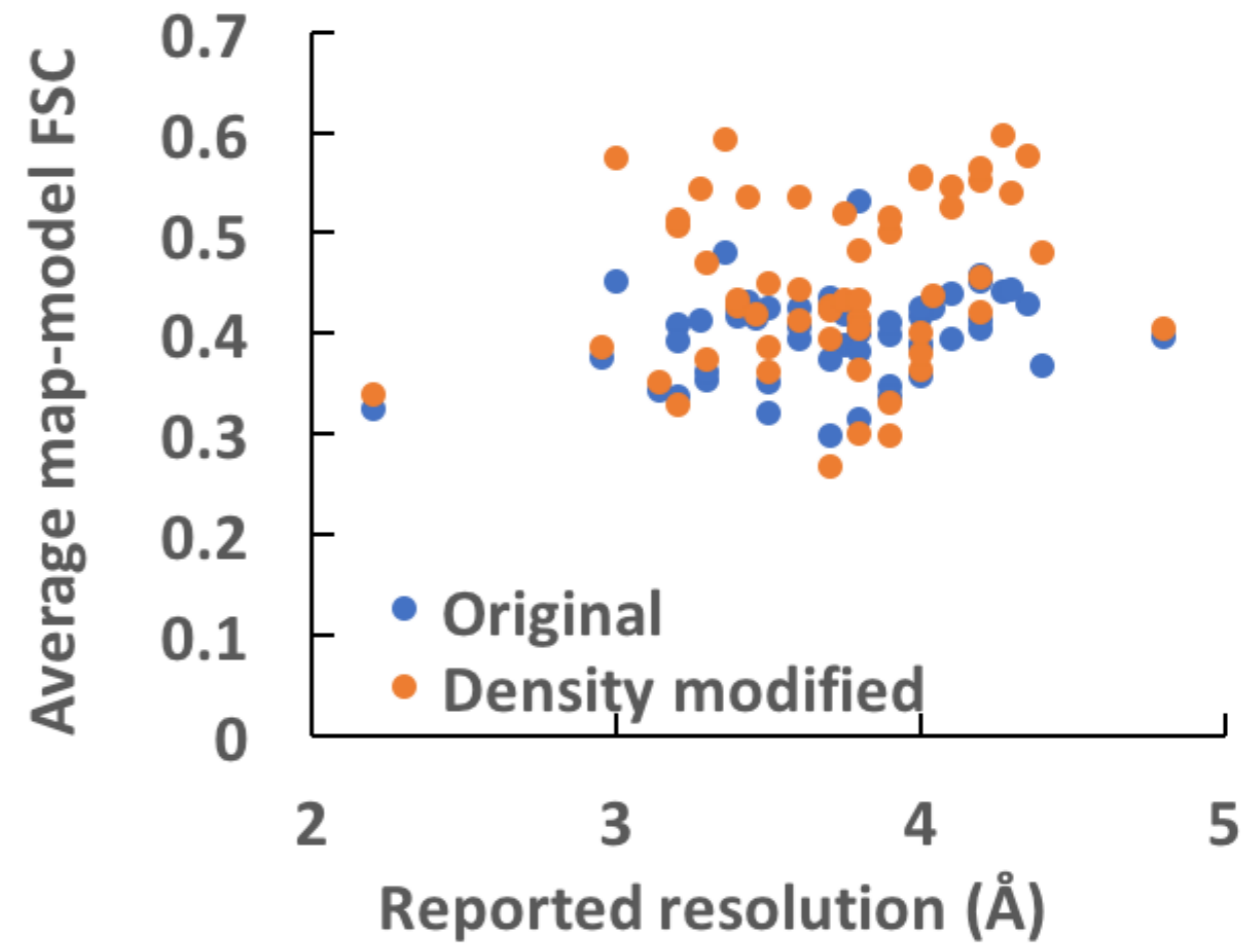 Average map-model FSC
0.7
0.6
0.5
0.4
0.3
0.2
0.1
0
Original
Density modified
2 3 4 5
Reported resolution (Å)